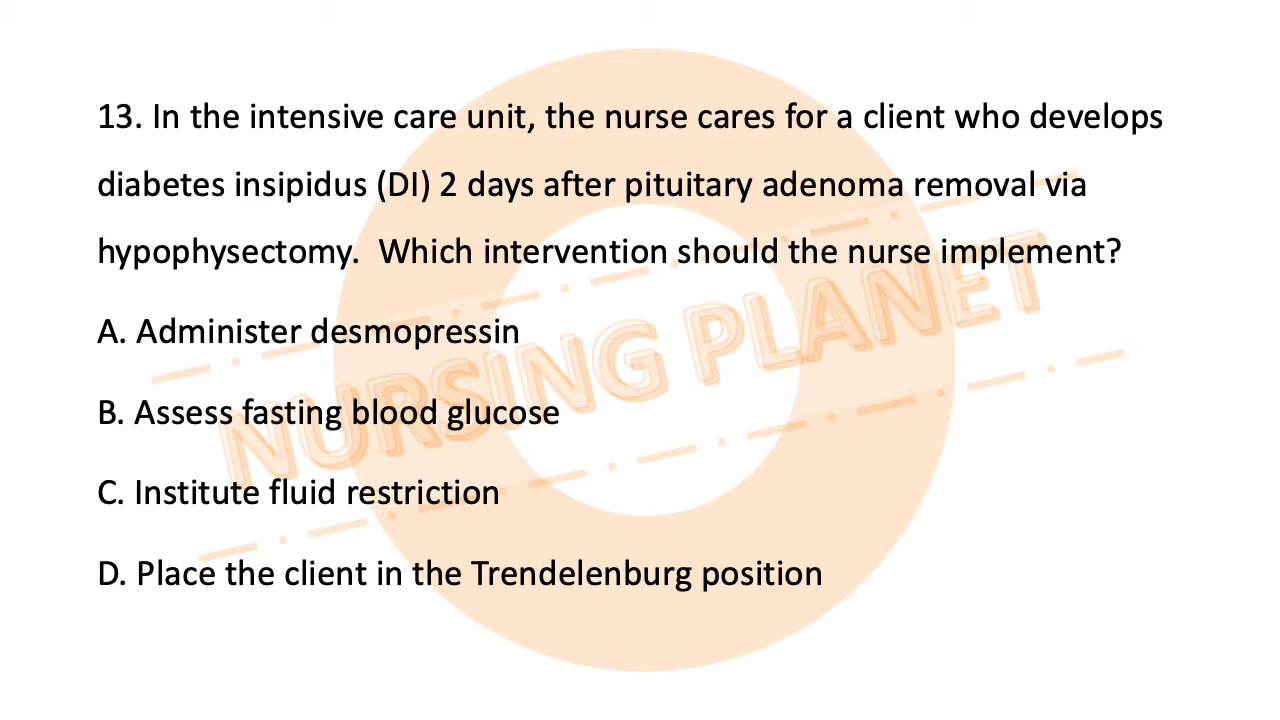 13. In the intensive care unit, the nurse cares for a client who develops
diabetes insipidus (DI) 2 days after pituitary adenoma removal via
hypophysectomy.  Which intervention should the nurse implement?
A. Administer desmopressin
B. Assess fasting blood glucose
C. Institute fluid restriction
D. Place the client in the Trendelenburg position
NURSING PLANET